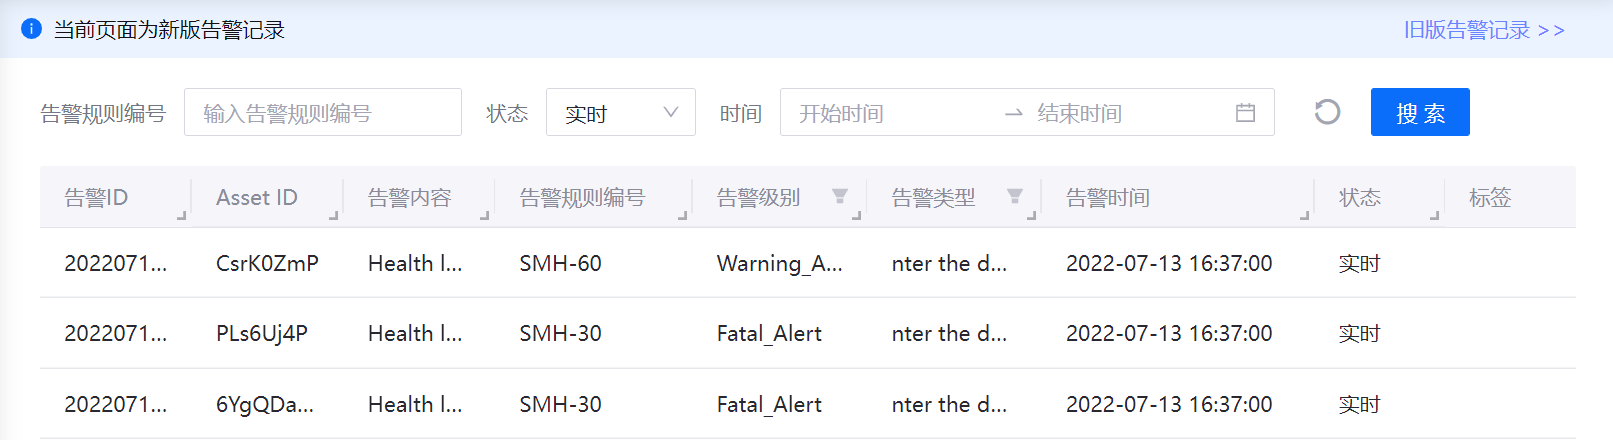 当前页面为新版告警记录 旧版告警记录 >>
告警规则编号 输入告警规则编号 状态 实时 时间 开始时间 → 结束时间 搜 索
告警ID Asset ID 告警内容 告警规则编号 告警级别 告警类型 告警时间 状态 标签
2022071... CsrK0ZmP Health l... SMH-60 Warning_A... nter the d... 2022-07-13 16:37:00 实时
2022071... PLs6Uj4P Health l... SMH-30 Fatal_Alert nter the d... 2022-07-13 16:37:00 实时
2022071... 6YgQDa... Health l... SMH-30 Fatal_Alert nter the d... 2022-07-13 16:37:00 实时